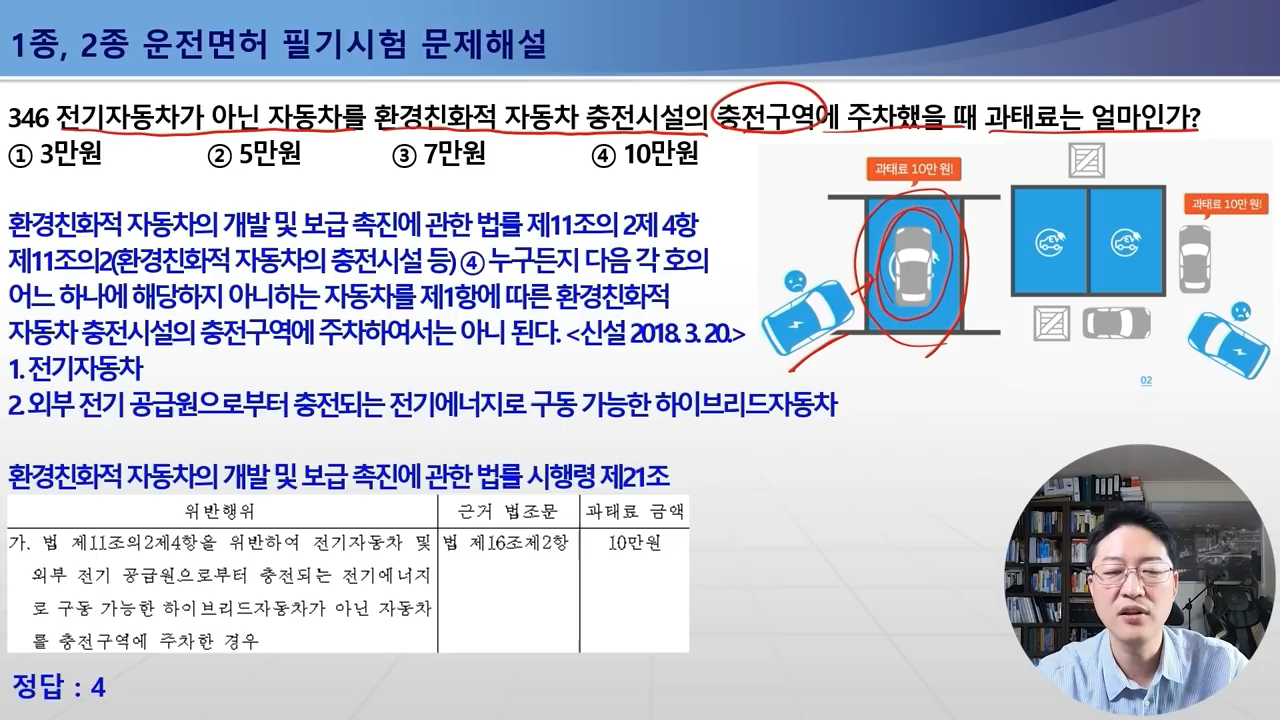 1종, 2종 운전면허 필기시험 문제해설
346 전기자동차가 아닌 자동차를 환경친화적 자동차 충전시설의 충전구역에 주차했을 때 과태료는 얼마인가?
① 3만원 ② 5만원 ③ 7만원 ④ 10만원
과태료 10만 원!
과태료 10만 원!
EV
EV
02
환경친화적 자동차의 개발 및 보급 촉진에 관한 법률 제11조의 2제 4항
제11조의2(환경친화적 자동차의 충전시설 등) ④ 누구든지 다음 각 호의
어느 하나에 해당하지 아니하는 자동차를 제1항에 따른 환경친화적
자동차 충전시설의 충전구역에 주차하여서는 아니 된다. <신설 2018. 3. 20.>
1. 전기자동차
2. 외부 전기 공급원으로부터 충전되는 전기에너지로 구동 가능한 하이브리드자동차
환경친화적 자동차의 개발 및 보급 촉진에 관한 법률 시행령 제21조
위반행위 근거 법조문 과태료 금액
가. 법 제11조의2제4항을 위반하여 전기자동차 및 법 제16조제2항 10만원
외부 전기 공급원으로부터 충전되는 전기에너지
로 구동 가능한 하이브리드자동차가 아닌 자동차
를 충전구역에 주차한 경우
정답 : 4